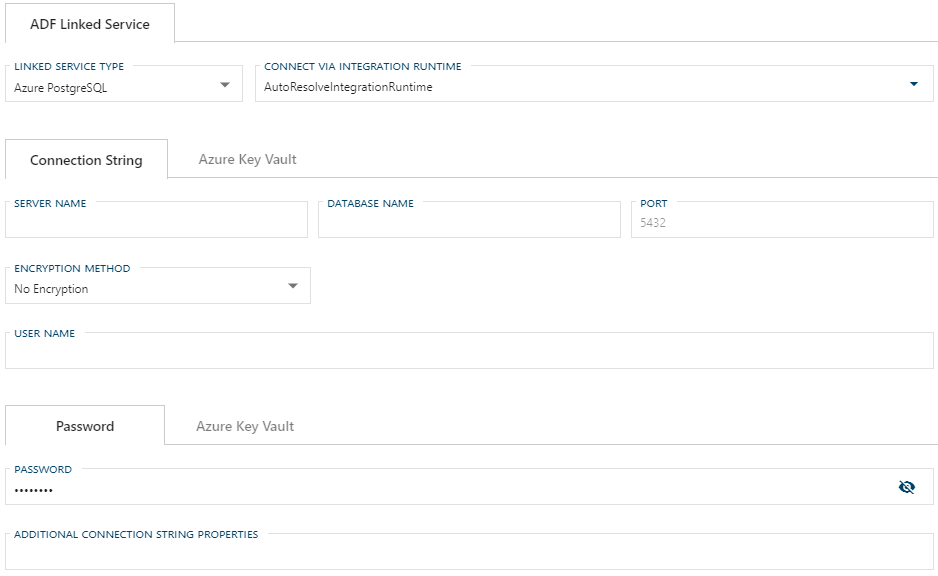 ADF Linked Service
LINKED SERVICE TYPE
Azure PostgreSQL
CONNECT VIA INTEGRATION RUNTIME
AutoResolveIntegrationRuntime
Connection String
Azure Key Vault
SERVER NAME
DATABASE NAME
PORT
5432
ENCRYPTION METHOD
No Encryption
USER NAME
Password
Azure Key Vault
PASSWORD
••••••••
ADDITIONAL CONNECTION STRING PROPERTIES